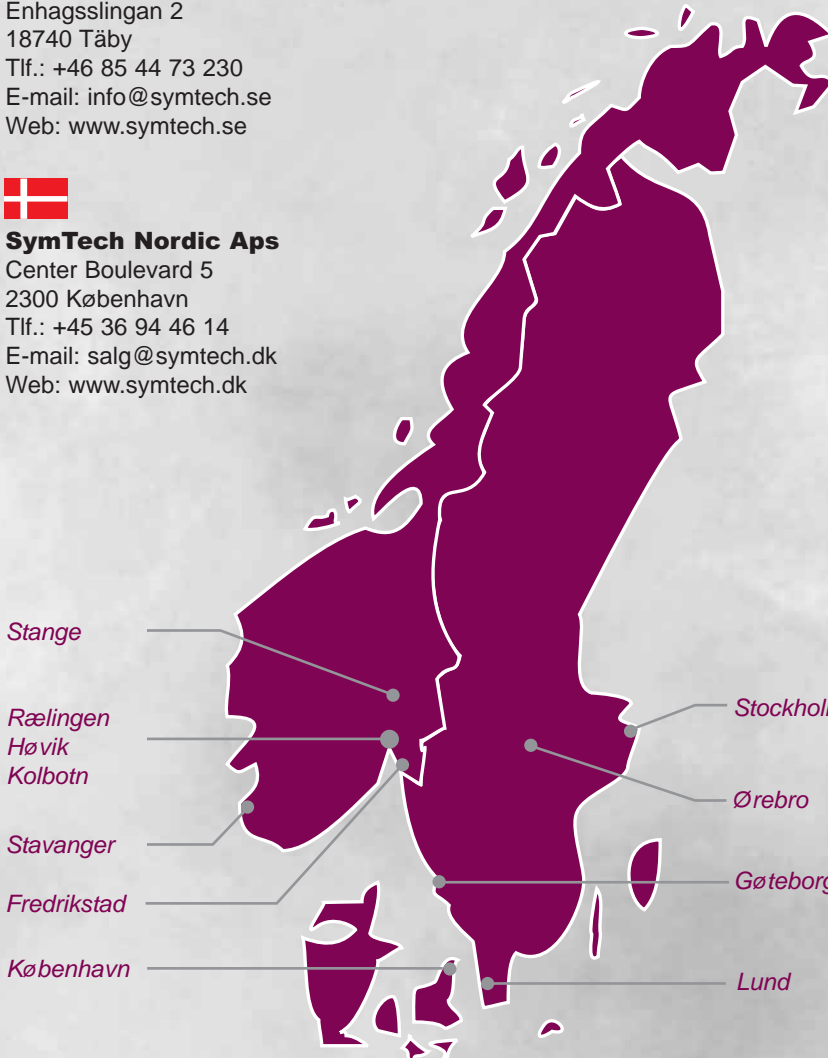 Enhagsslingan 2
18740 Täby
Tlf.: +46 85 44 73 230
E-mail: info@symtech.se
Web: www.symtech.se
SymTech Nordic Aps
Center Boulevard 5
2300 København
Tlf.: +45 36 94 46 14
E-mail: salg@symtech.dk
Web: www.symtech.dk
Stange
Rælingen
Høvik
Kolbotn
Stavanger
Fredrikstad
København
Stockhol
Ørebro
Gøteborg
Lund